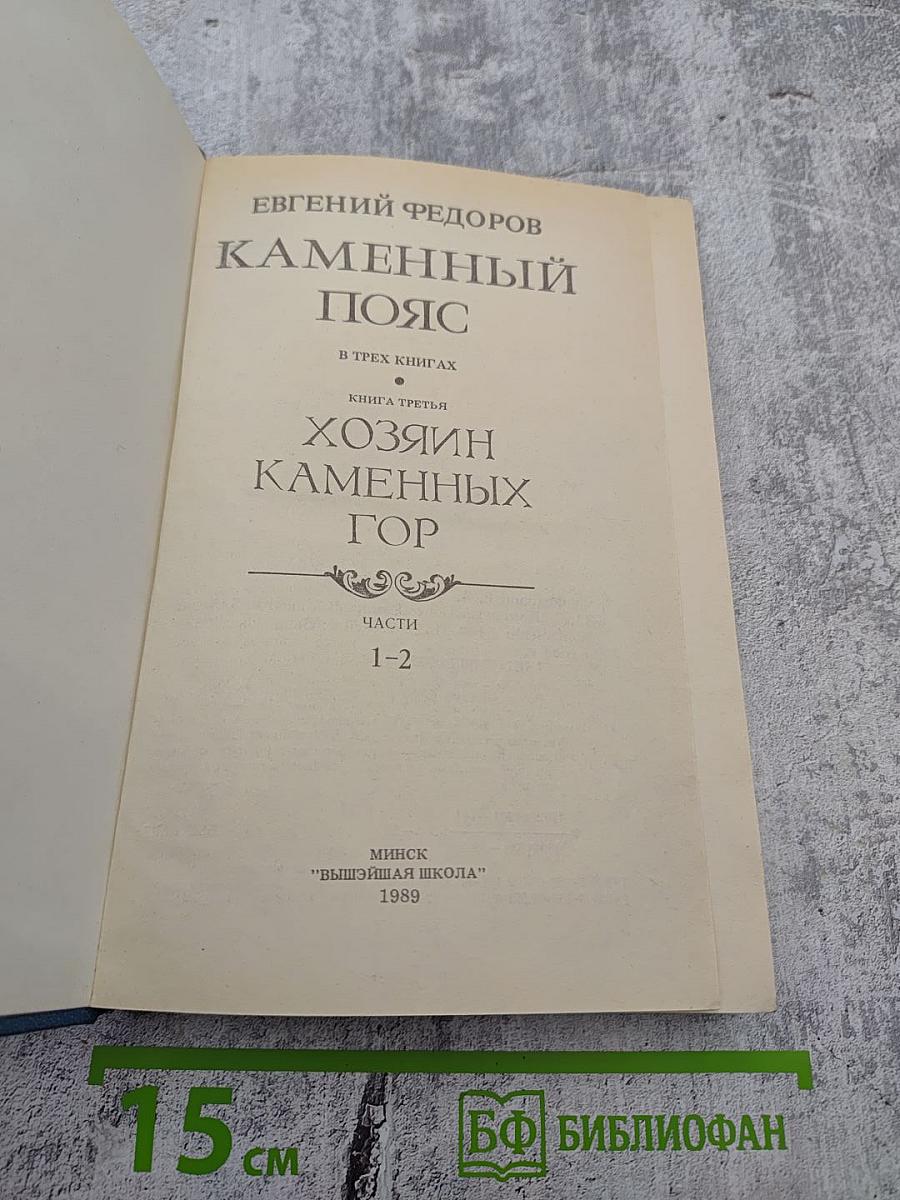 ЕВГЕНИЙ ФЕДОРОВ
КАМЕННЫЙ
ПОЯС
В ТРЕХ КНИГАХ
КНИГА ТРЕТЬЯ
ХОЗЯИН
КАМЕННЫХ
ГОР
ЧАСТИ
1-2
МИНСК
"ВЫШЭЙШАЯ ШКОЛА"
1989
15 см
БФ БИБЛИОФАН